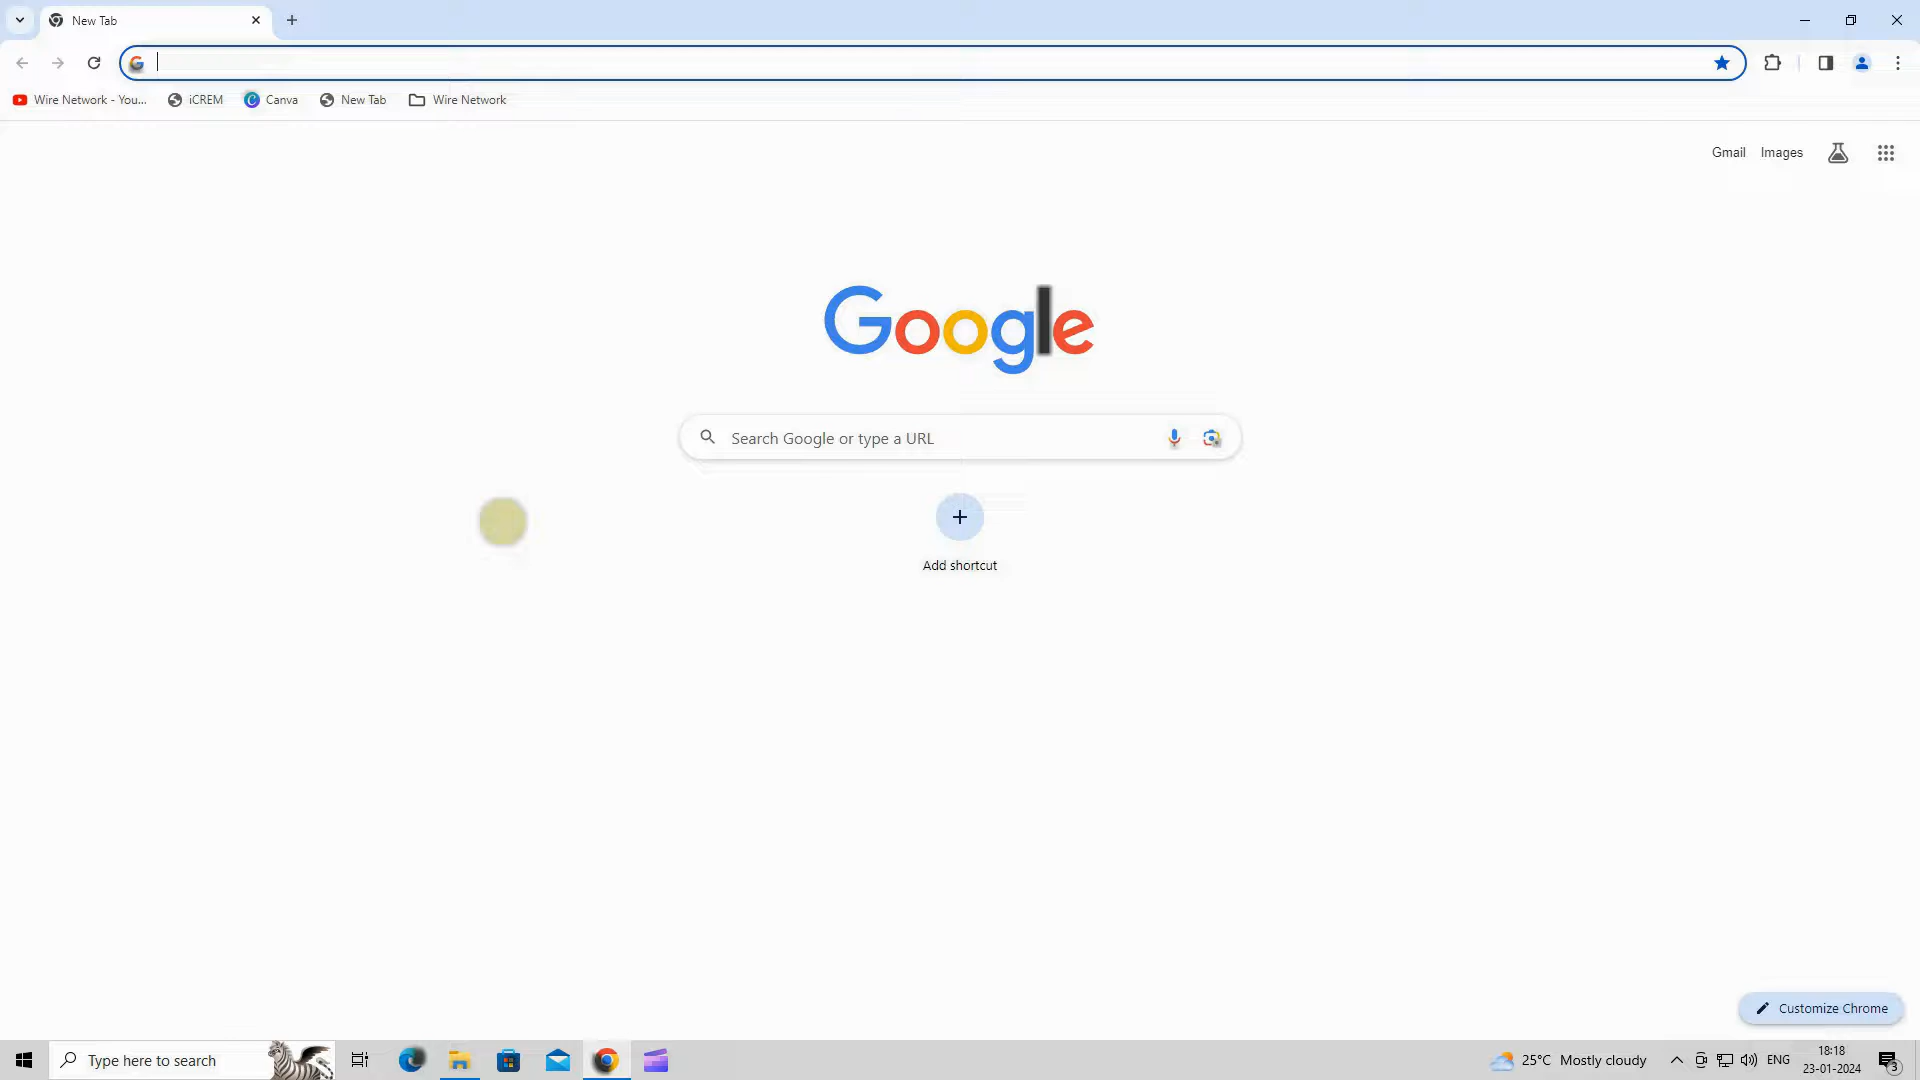 New Tab
Wire Network - You...
iCREM
Canva
New Tab
Wire Network
Gmail
Images
Google
Search Google or type a URL
Add shortcut
Customize Chrome
Type here to search
25°C Mostly cloudy
ENG
18:18
23-01-2024
3